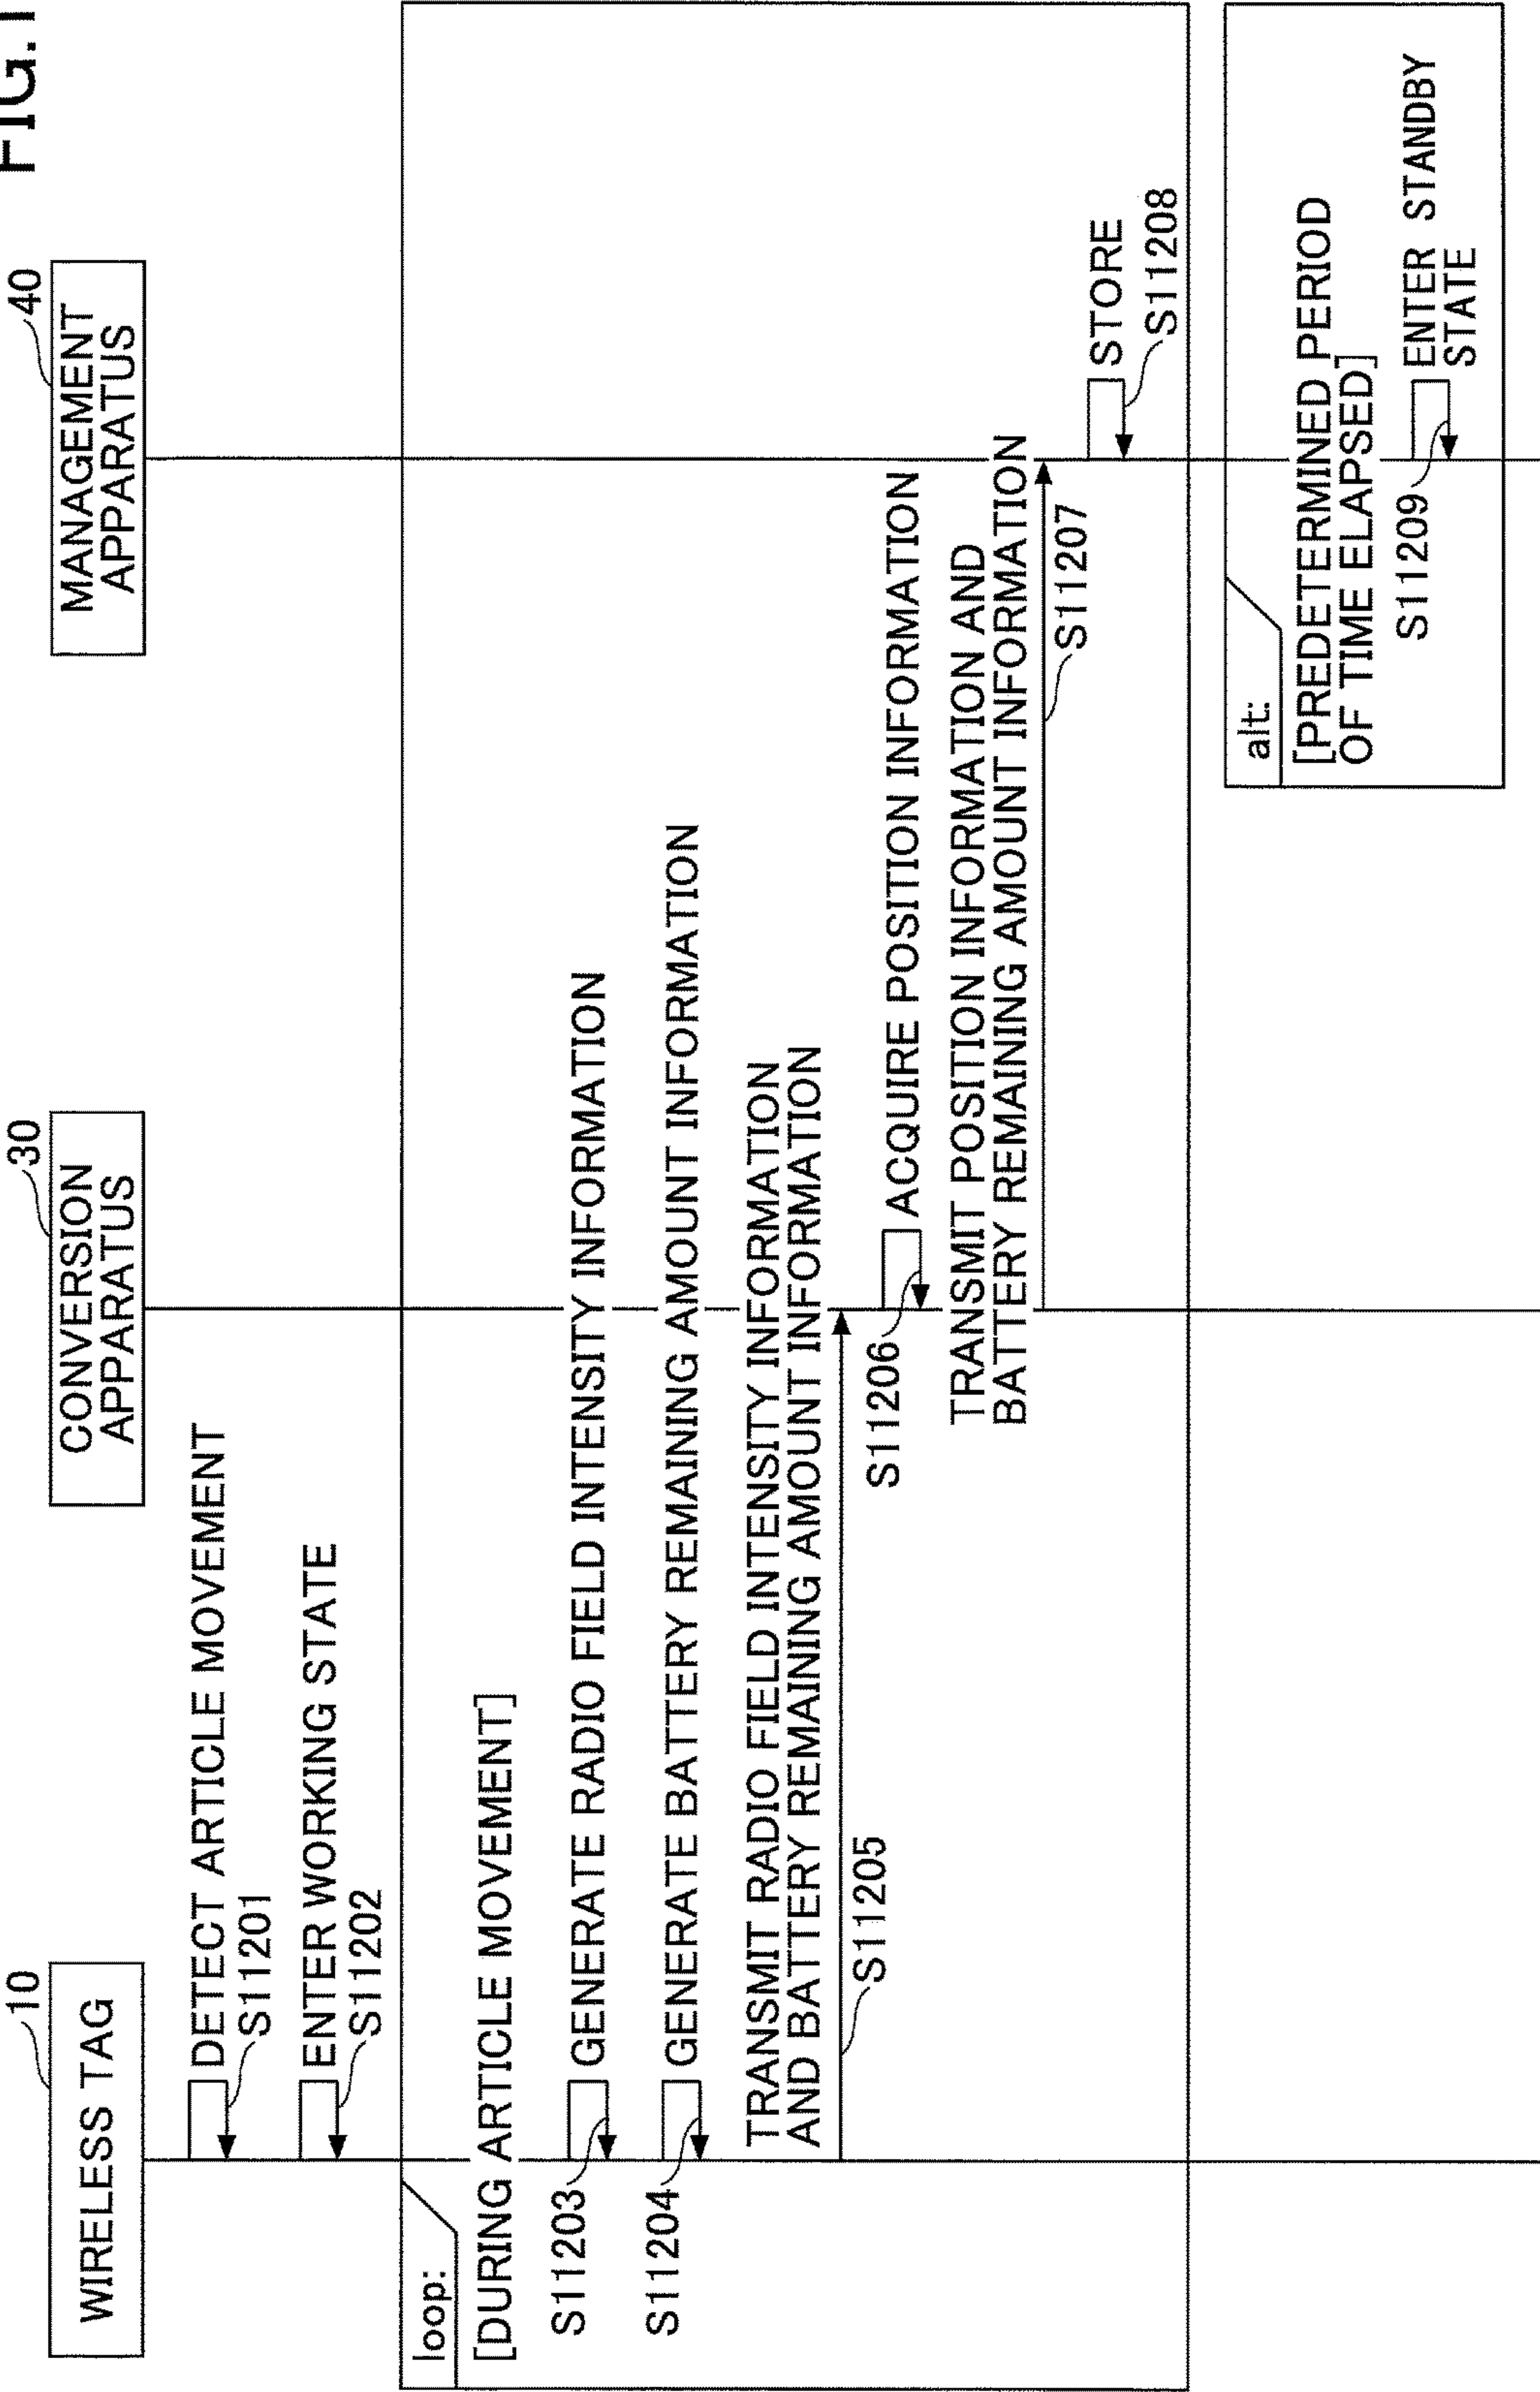 FIG.1
10
WIRELESS TAG
30
CONVERSION
APPARATUS
40
MANAGEMENT
APPARATUS
DETECT ARTICLE MOVEMENT
S11201
ENTER WORKING STATE
S11202
loop:
[DURING ARTICLE MOVEMENT]
S11203
GENERATE RADIO FIELD INTENSITY INFORMATION
S11204
GENERATE BATTERY REMAINING AMOUNT INFORMATION
TRANSMIT RADIO FIELD INTENSITY INFORMATION
AND BATTERY REMAINING AMOUNT INFORMATION
S11205
S11206
ACQUIRE POSITION INFORMATION
TRANSMIT POSITION INFORMATION AND
BATTERY REMAINING AMOUNT INFORMATION
S11207
STORE
S11208
alt:
[PREDETERMINED PERIOD
OF TIME ELAPSED]
S11209
ENTER STANDBY
STATE